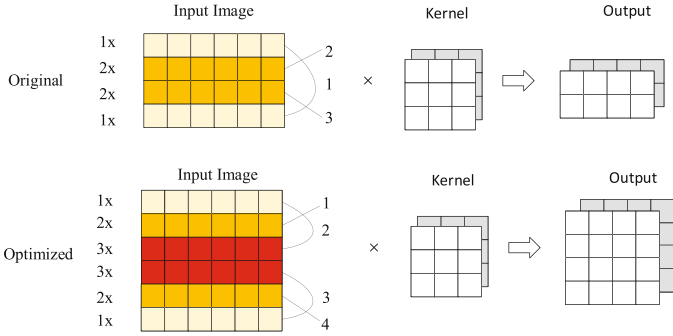 Input Image
Kernel
Output
Original
1x
2x
2x
1x
2
1
3
×
Input Image
Kernel
Output
Optimized
1x
2x
3x
3x
2x
1x
1
2
3
4
×